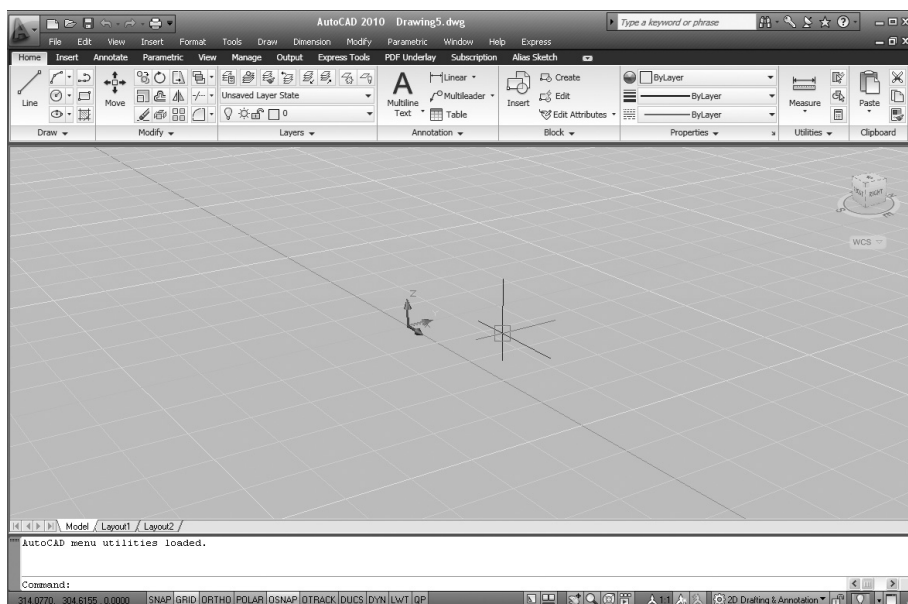 AutoCAD 2010 Drawing5.dwg
Type a keyword or phrase
File Edit View Insert Format Tools Draw Dimension Modify Parametric Window Help Express
Home Insert Annotate Parametric View Manage Output Express Tools PDF Underlay Subscription Alias Sketch
Line
Move
Unsaved Layer State
0
A
Multiline
Text
Linear
Multileader
Table
Insert
Create
Edit
Edit Attributes
ByLayer
ByLayer
ByLayer
Measure
Paste
Draw Modify Layers Annotation Block Properties Utilities Clipboard
WCS
Z
Model Layout1 Layout2
AutoCAD menu utilities loaded.
Command:
314.0770, 304.6155, 0.0000 SNAP GRID ORTHO POLAR OSNAP OTRACK DUCS DYN LWT QP 1:1 2D Drafting & Annotation